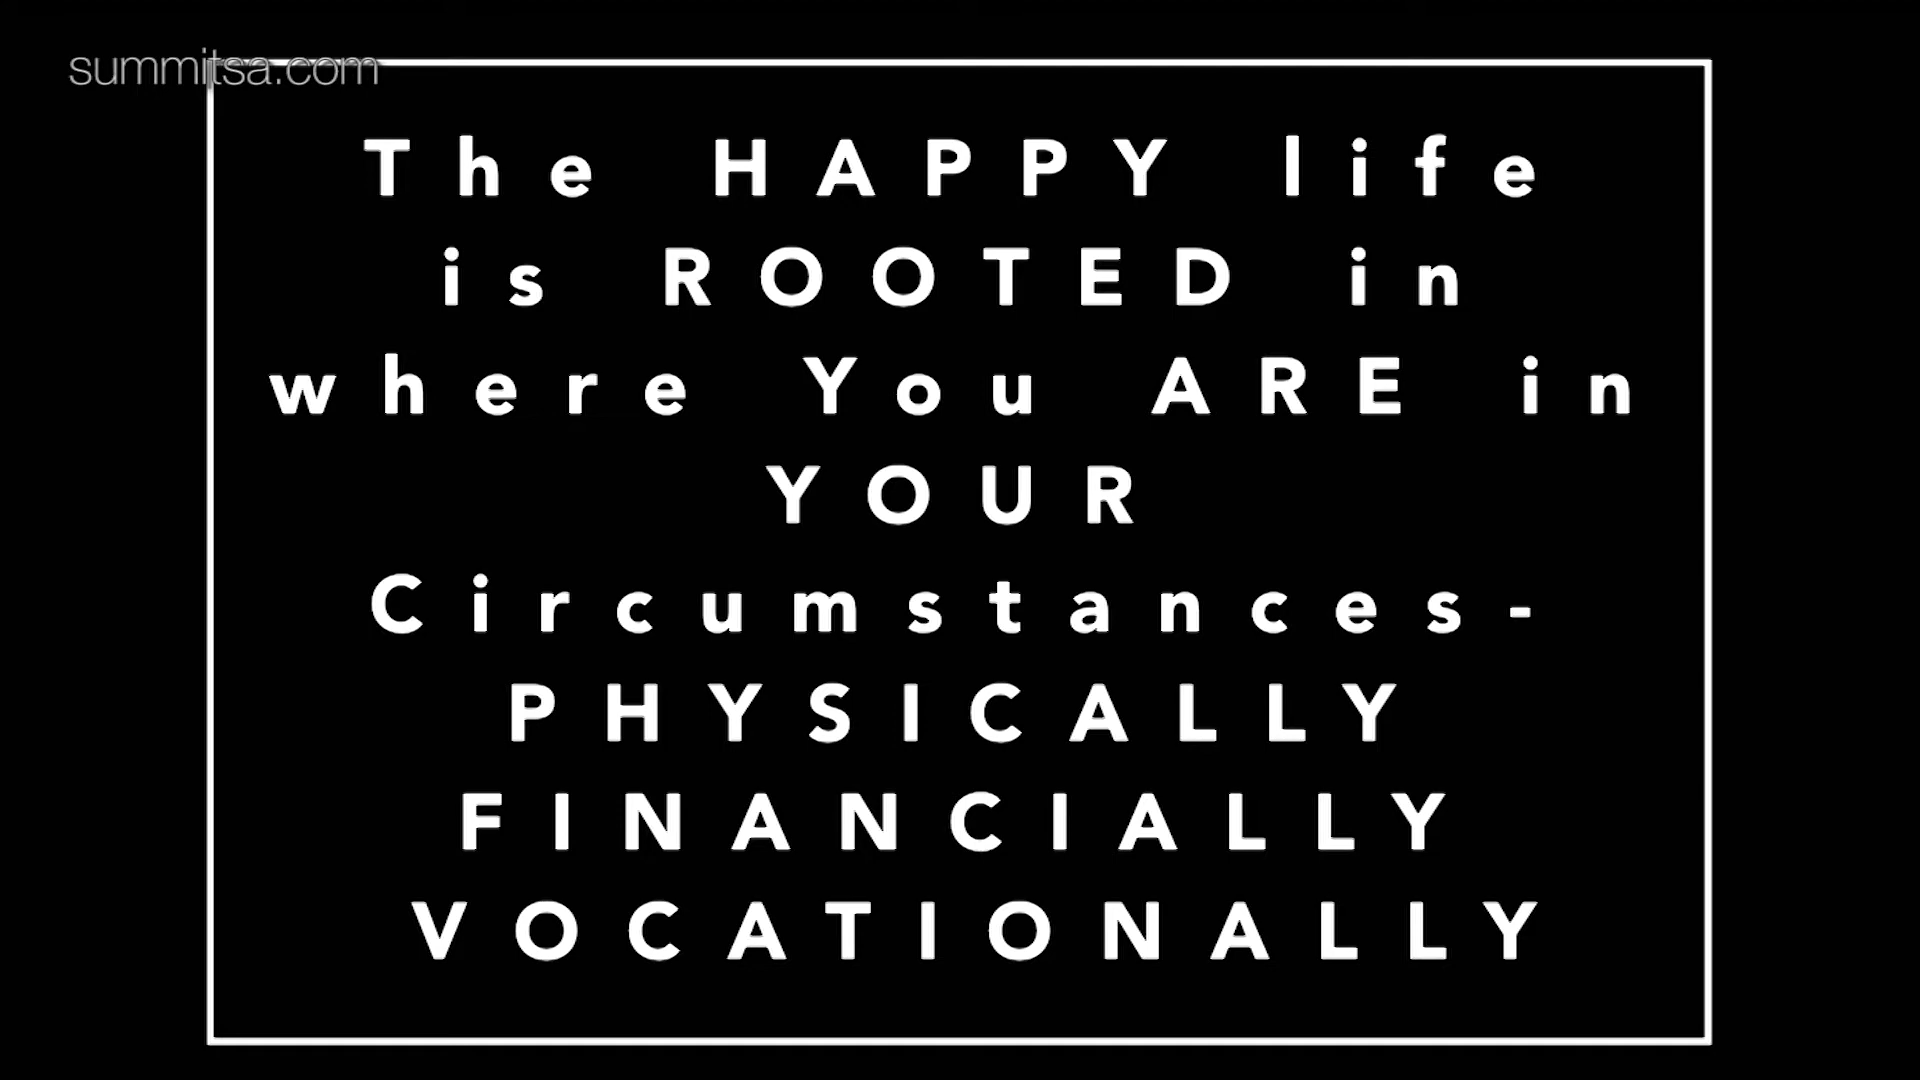 summitsa.com
The HAPPY life
is ROOTED in
where You ARE in
YOUR
Circumstances-
PHYSICALLY
FINANCIALLY
VOCATIONALLY